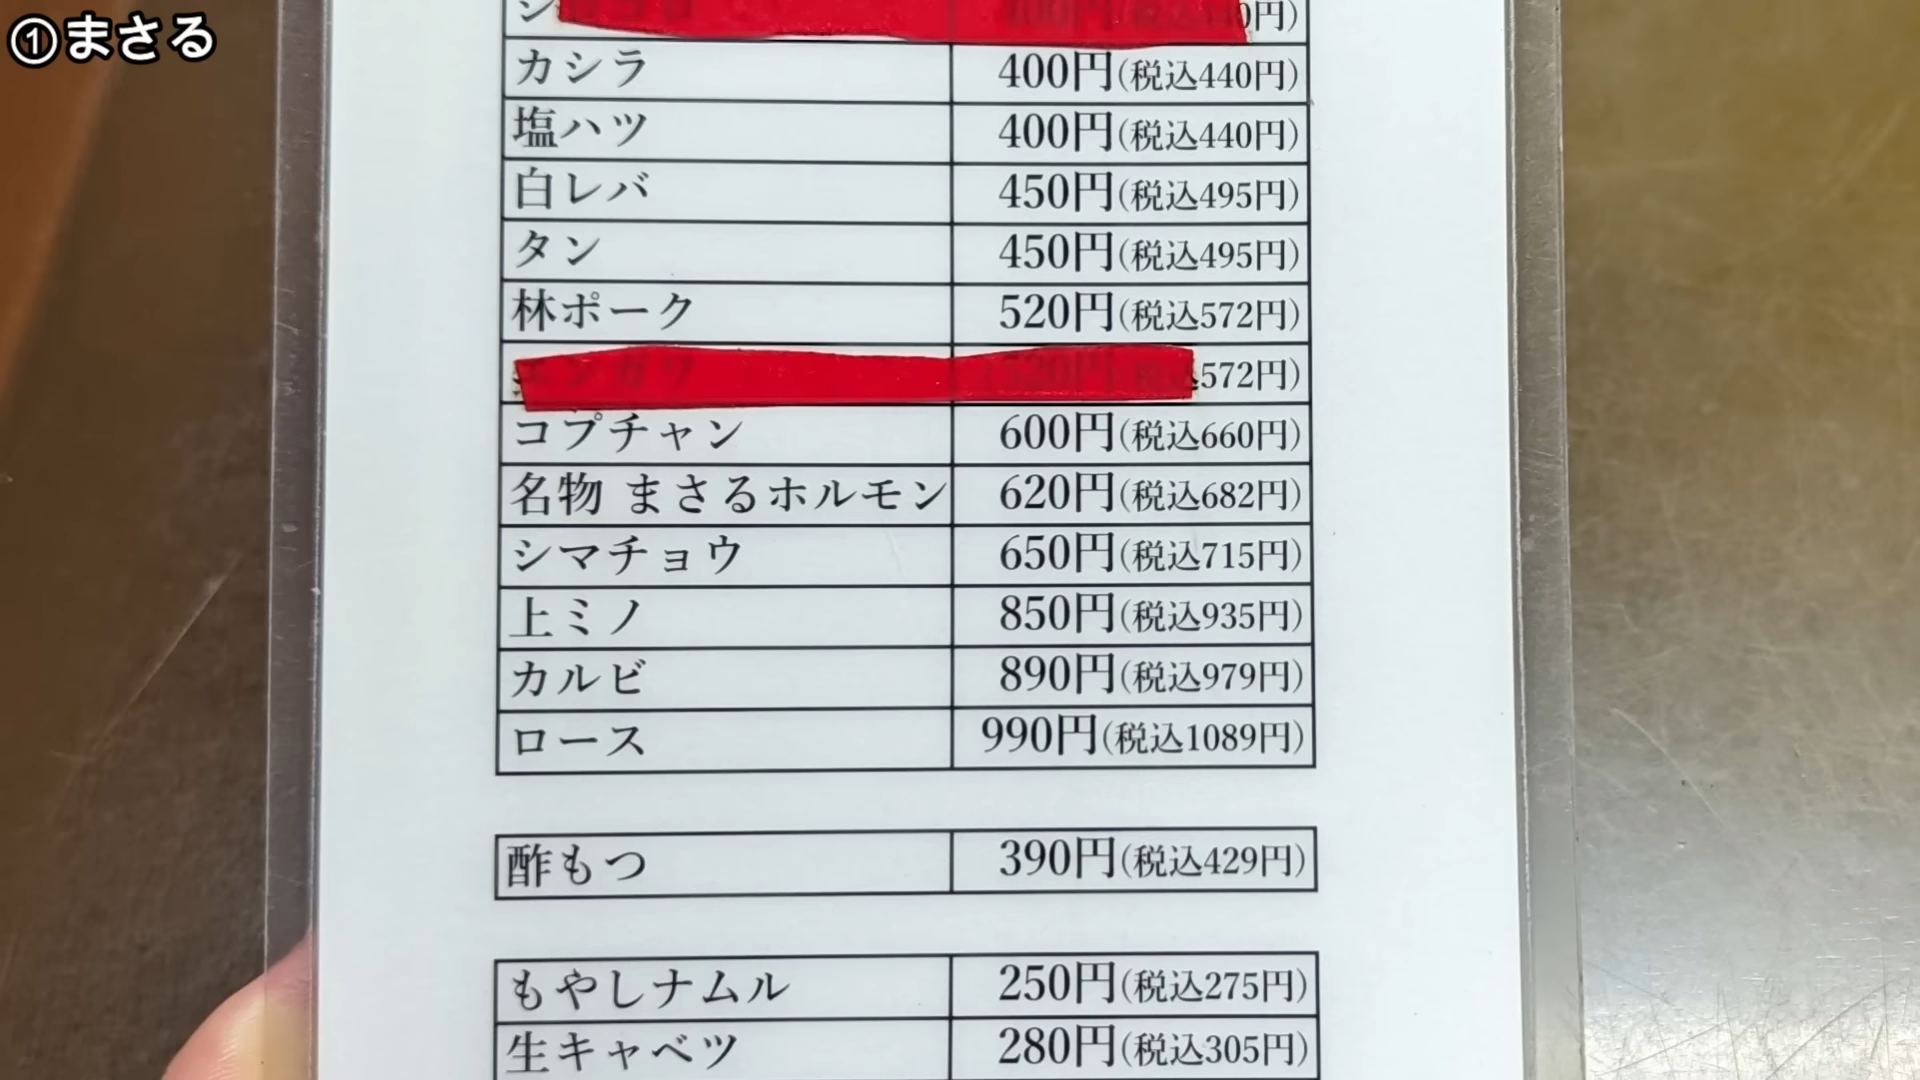 ①まさる
カシラ 400円(税込440円)
塩ハツ 400円(税込440円)
白レバ 450円(税込495円)
タン 450円(税込495円)
林ポーク 520円(税込572円)
572円)
コプチャン 600円(税込660円)
名物 まさるホルモン 620円(税込682円)
シマチョウ 650円(税込715円)
上ミノ 850円(税込935円)
カルビ 890円(税込979円)
ロース 990円(税込1089円)
酢もつ 390円(税込429円)
もやしナムル 250円(税込275円)
生キャベツ 280円(税込305円)